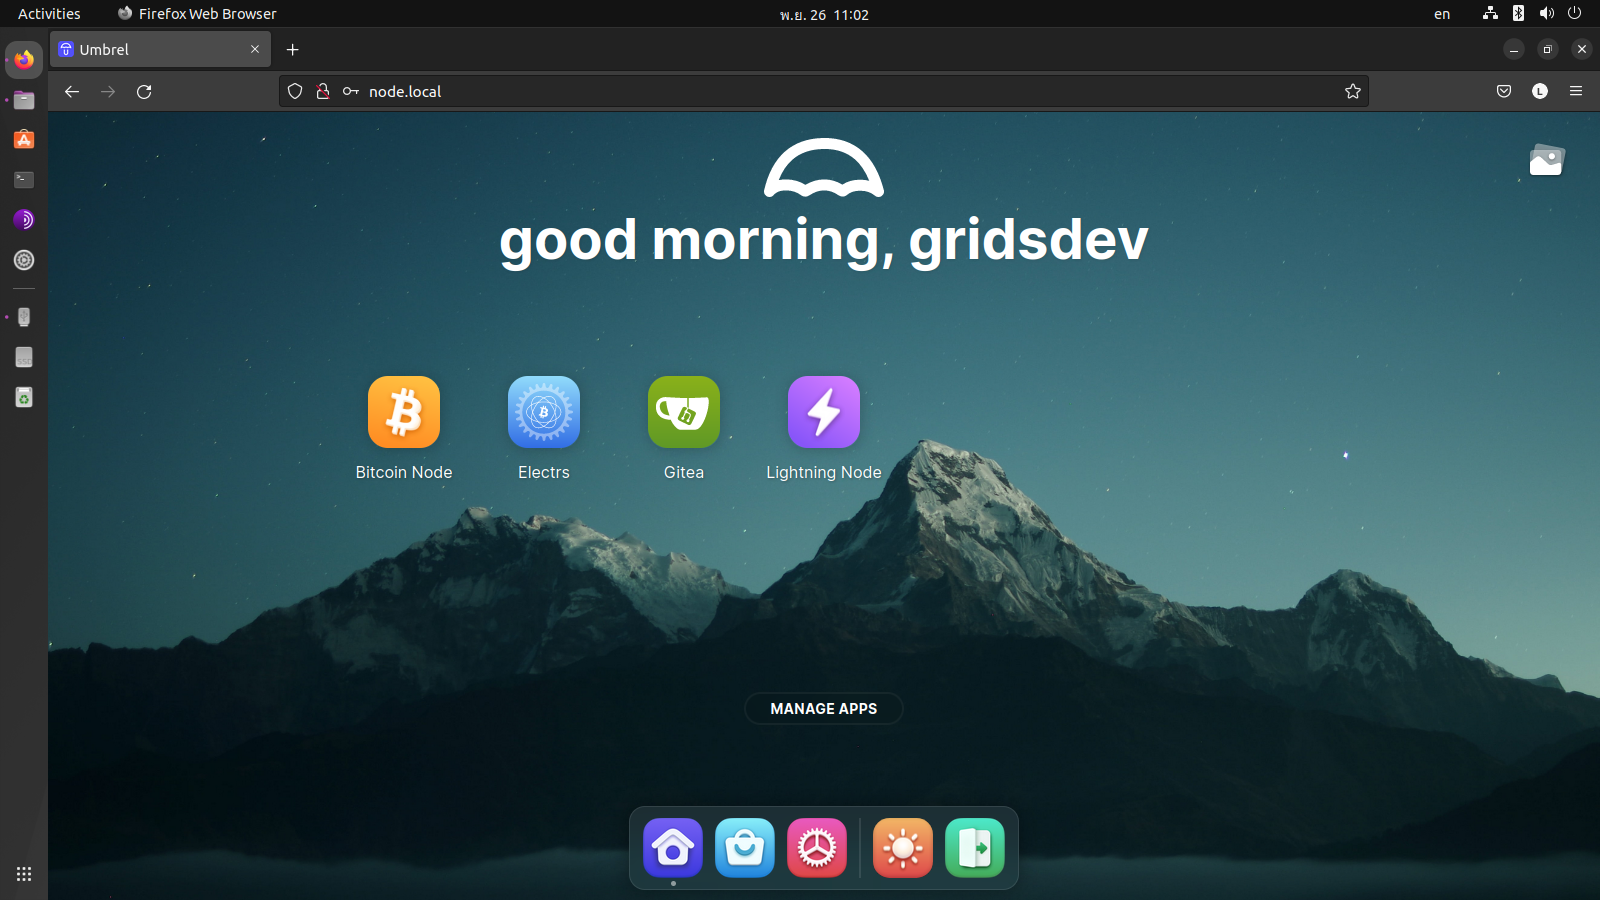 Activities
Firefox Web Browser
พ.ย. 26 11:02
en
Umbrel
node.local
L
good morning, gridsdev
Bitcoin Node
Electrs
Gitea
Lightning Node
SSD
MANAGE APPS